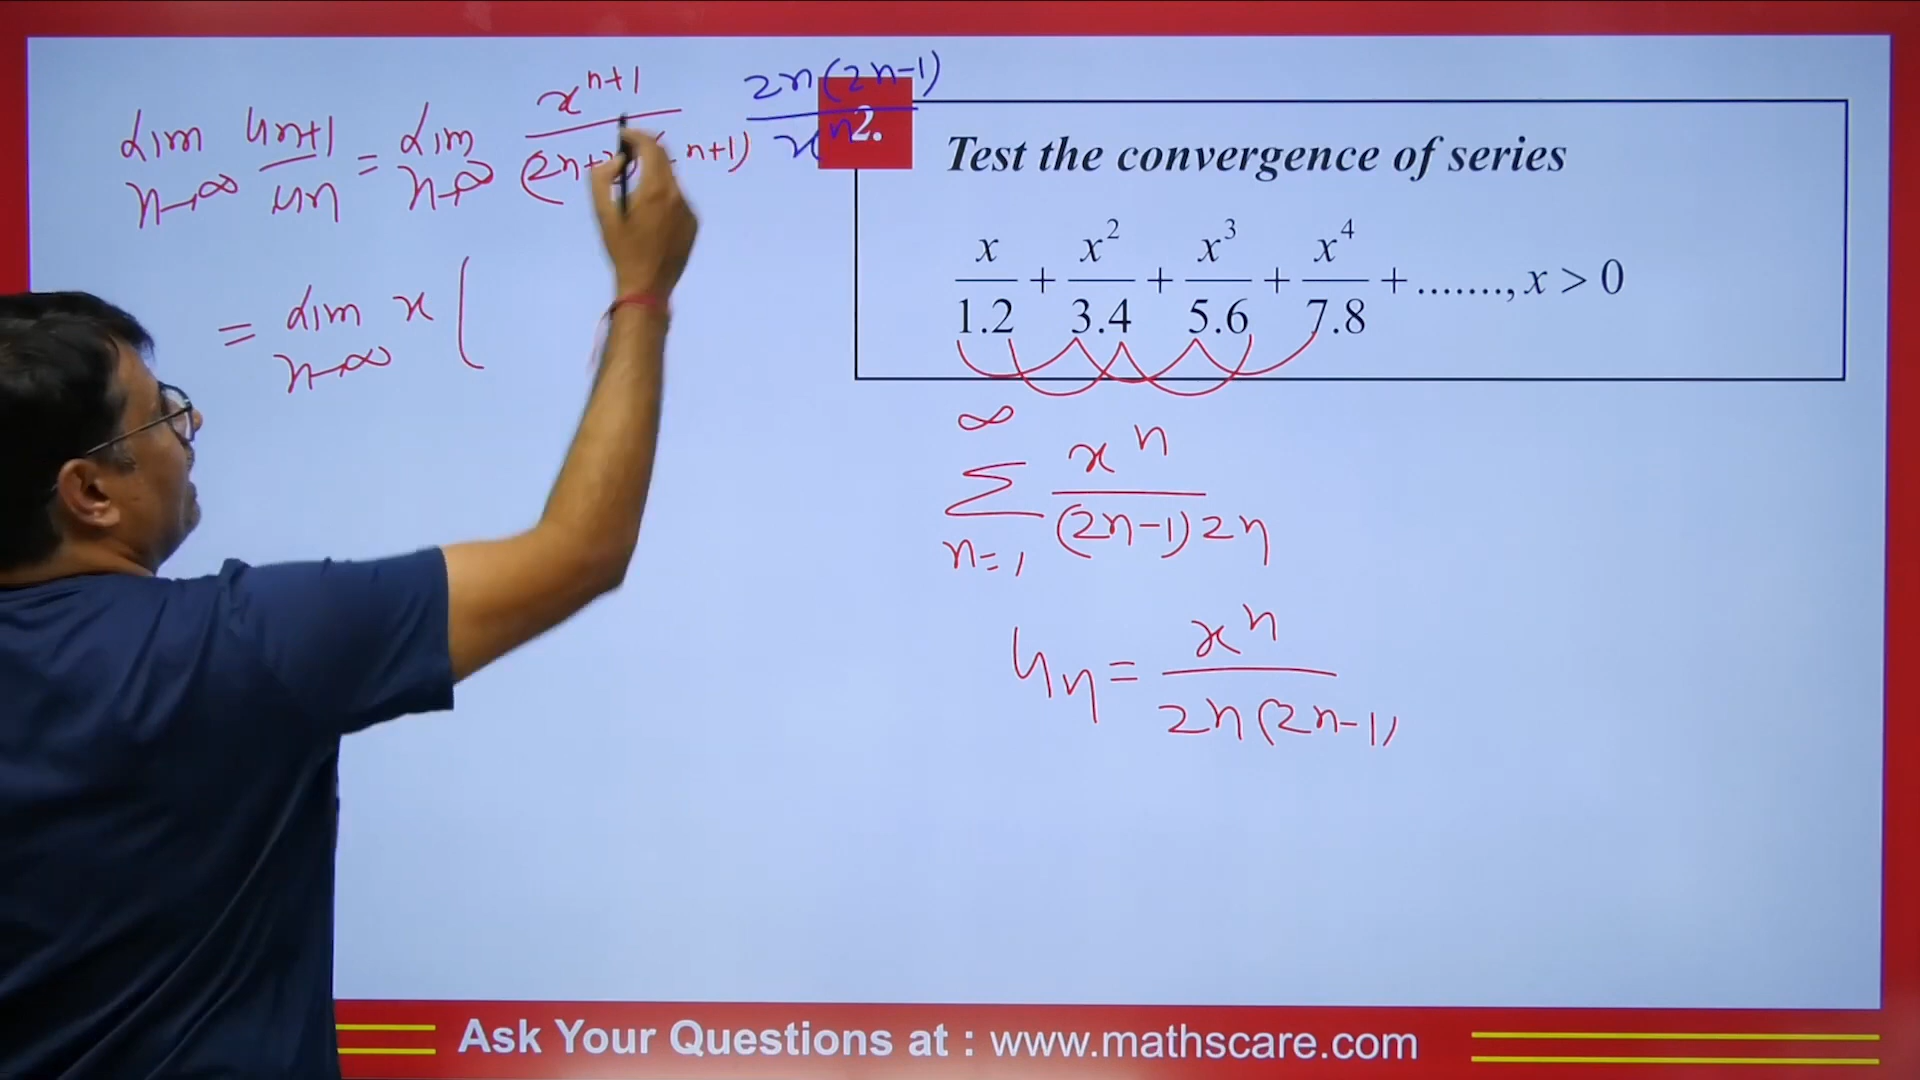 lim n→∞ u_{n+1}/u_n = lim n→∞ x^{n+1}/(2n+ n+1) 2n(2n-1)/x^n
= lim n→∞ x (
2.
Test the convergence of series
x/1.2 + x^2/3.4 + x^3/5.6 + x^4/7.8 + ......., x > 0
∞ ∑ n=1 x^n/(2n-1)2n
u_n = x^n/2n(2n-1)
Ask Your Questions at : www.mathscare.com